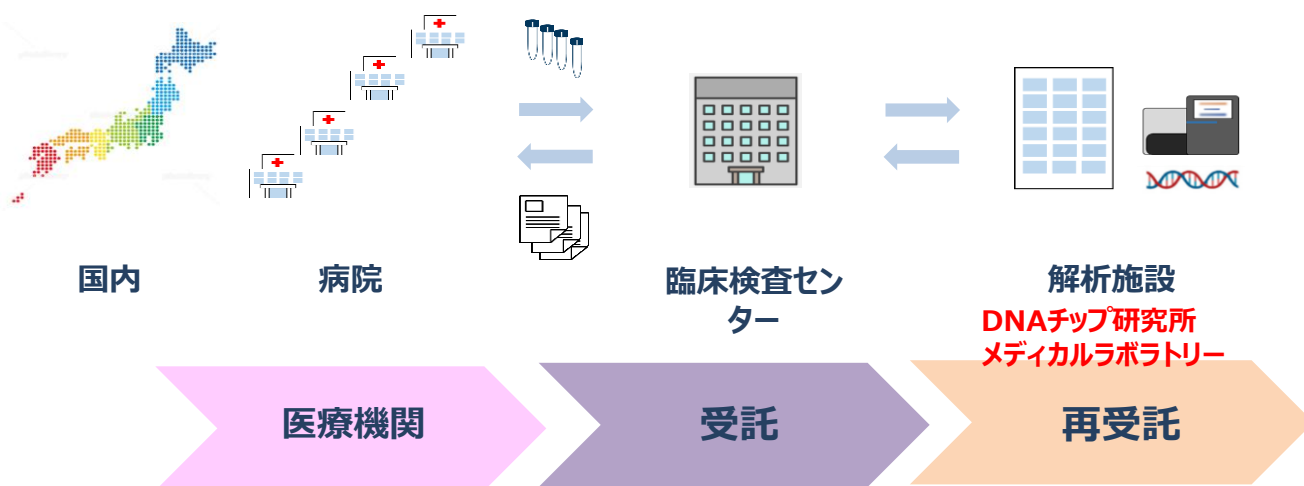 国内
病院
臨床検査セン
ター
解析施設
DNAチップ研究所
メディカルラボラトリー
医療機関
受託
再受託